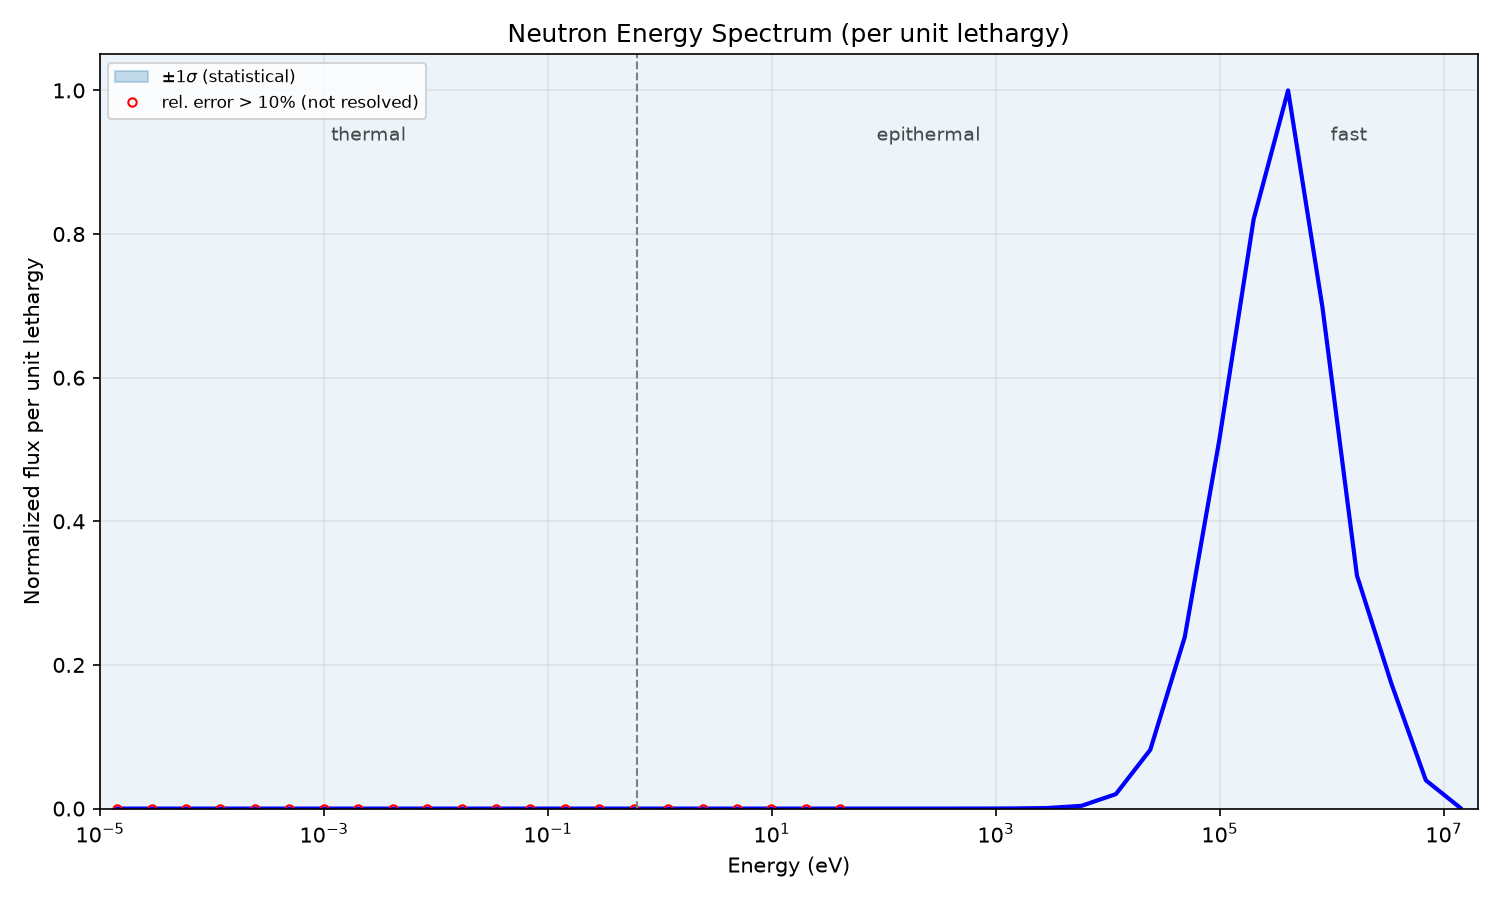 Neutron Energy Spectrum (per unit lethargy)
±1σ (statistical)
rel. error > 10% (not resolved)
thermal
epithermal
fast
Normalized flux per unit lethargy
1.0
0.8
0.6
0.4
0.2
0.0
10⁻⁵
10⁻³
10⁻¹
10¹
10³
10⁵
10⁷
Energy (eV)